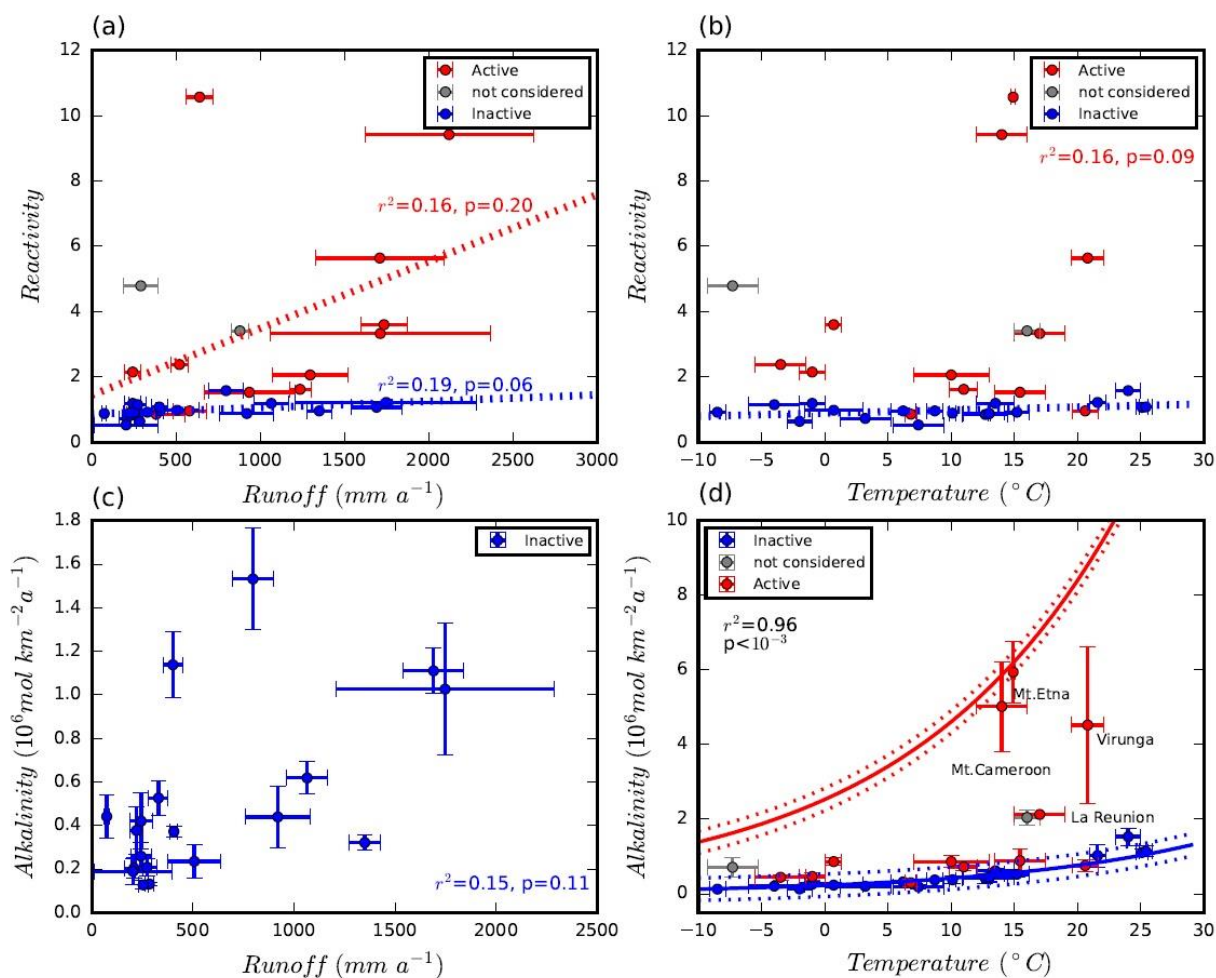 (a)
12
10
8
6
4
2
0
Reactivity
Active
not considered
Inactive
r²=0.16, p=0.20
r²=0.19, p=0.06
0 500 1000 1500 2000 2500 3000
Runoff (mm a⁻¹)
(b)
12
10
8
6
4
2
0
Reactivity
Active
not considered
Inactive
r²=0.16, p=0.09
−10 −5 0 5 10 15 20 25 30
Temperature (°C)
(c)
1.8
1.6
1.4
1.2
1.0
0.8
0.6
0.4
0.2
0.0
Alkalinity (10⁶mol km⁻²a⁻¹)
Inactive
r²=0.15, p=0.11
0 500 1000 1500 2000 2500
Runoff (mm a⁻¹)
(d)
10
8
6
4
2
0
Alkalinity (10⁶mol km⁻²a⁻¹)
Inactive
not considered
Active
r²=0.96
p<10⁻³
Mt.Etna
Virunga
Mt.Cameroon
La Reunion
−10 −5 0 5 10 15 20 25 30
Temperature (°C)